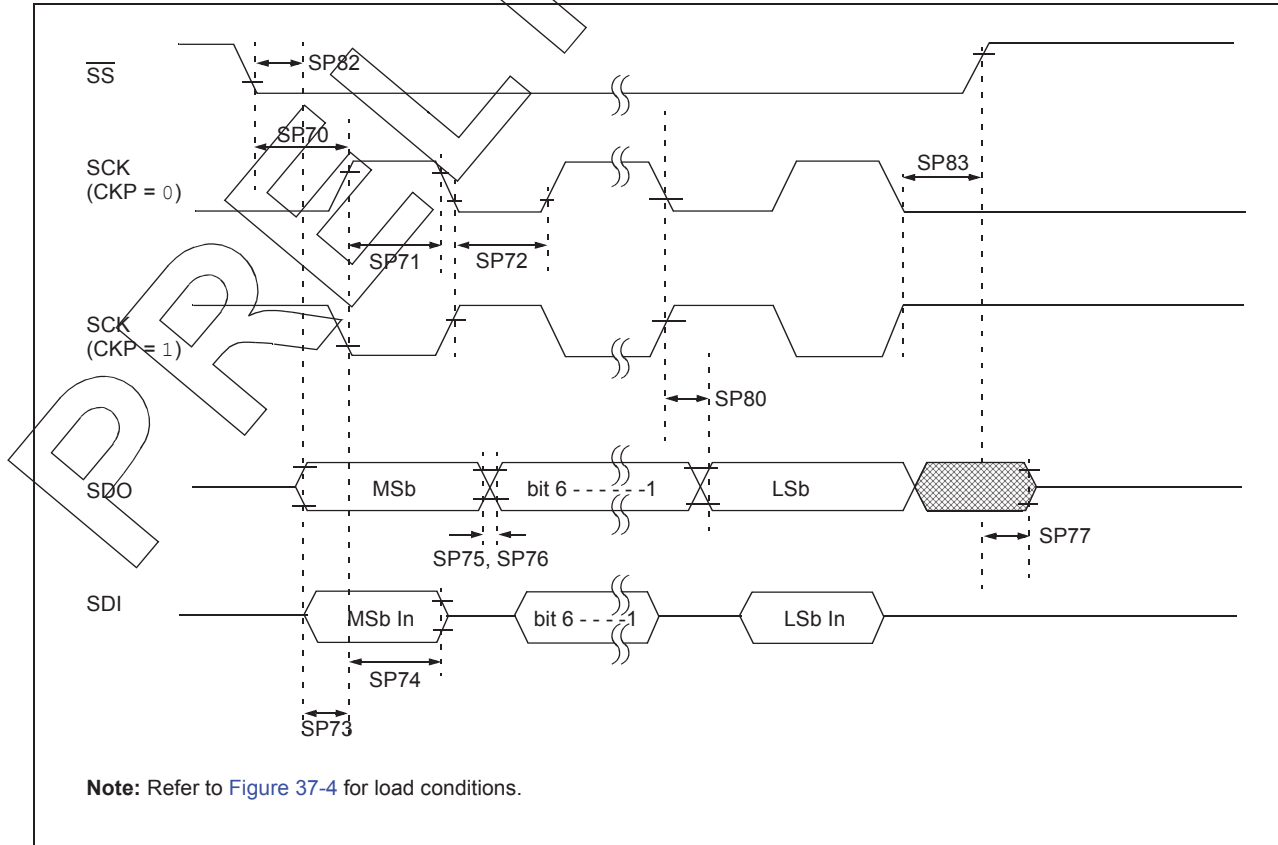 SS
SP82
SP70
SCK
(CKP = 0)
SP83
SP71
SP72
SCK
(CKP = 1)
SP80
SDO
MSb
bit 6 - - - - - -1
LSb
SP77
SP75, SP76
SDI
MSb In
bit 6 - - - -1
LSb In
SP74
SP73
Note: Refer to Figure 37-4 for load conditions.
PRELI